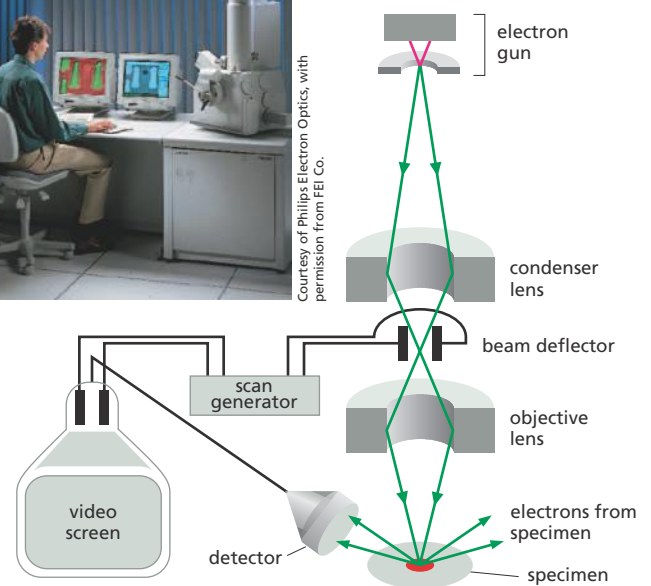 Courtesy of Philips Electron Optics, with
permission from FEI Co.
electron
gun
condenser
lens
beam deflector
scan
generator
objective
lens
video
screen
electrons from
specimen
detector
specimen